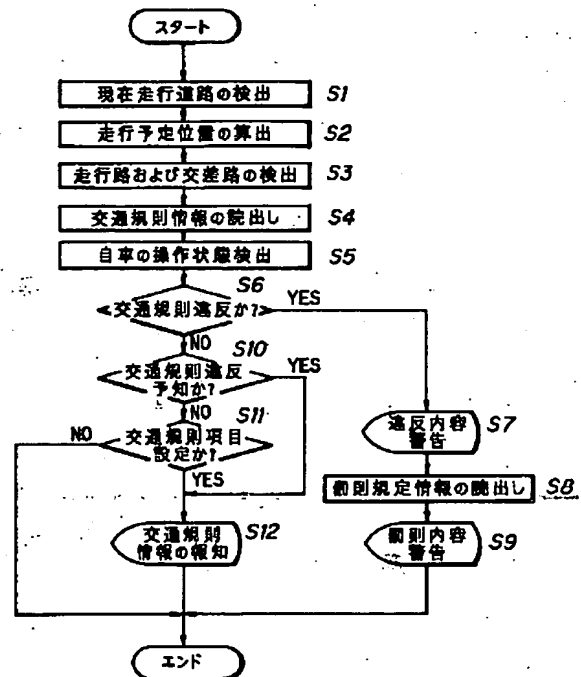 スタート
現在走行道路の検出 S1
走行予定位置の算出 S2
走行路および交差路の検出 S3
交通規則情報の読出し S4
自車の操作状態検出 S5
S6
交通規則違反か? YES
NO
S10
交通規則違反
予知か?
YES
NO
S11
交通規則項目
設定か?
NO
YES
違反内容
警告
S7
罰則規定情報の読出し S8
交通規則
情報の報知
S12
罰則内容
警告
S9
エンド